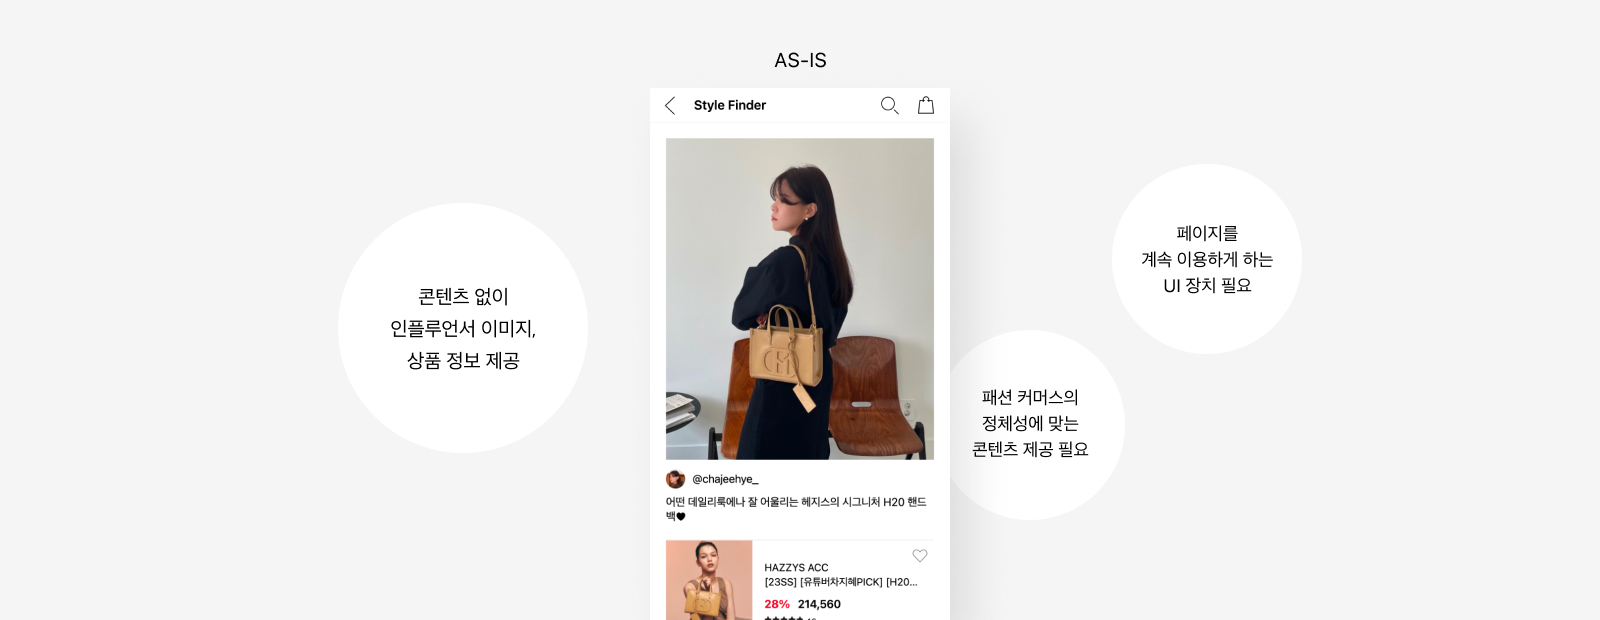 AS-IS
Style Finder
콘텐츠 없이
인플루언서 이미지,
상품 정보 제공
페이지를
계속 이용하게 하는
UI 장치 필요
패션 커머스의
정체성에 맞는
콘텐츠 제공 필요
@chajeehye_
어떤 데일리룩에나 잘 어울리는 헤지스의 시그니처 H20 핸드
백♥
HAZZYS ACC
[23SS] [유튜버차지혜PICK] [H20...
28% 214,560